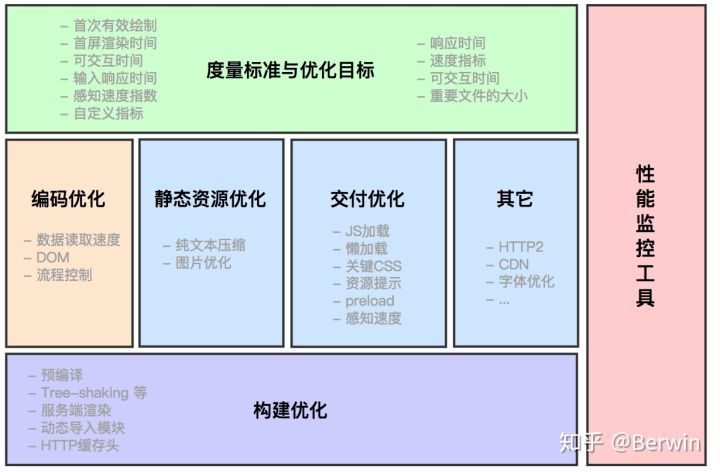 - 首次有效绘制
- 首屏渲染时间
- 可交互时间
- 输入响应时间
- 感知速度指数
- 自定义指标
度量标准与优化目标
- 响应时间
- 速度指标
- 可交互时间
- 重要文件的大小
编码优化
- 数据读取速度
- DOM
- 流程控制
静态资源优化
- 纯文本压缩
- 图片优化
交付优化
- JS加载
- 懒加载
- 关键CSS
- 资源提示
- preload
- 感知速度
其它
- HTTP2
- CDN
- 字体优化
- ...
性能监控工具
- 预编译
- Tree-shaking 等
- 服务端渲染
- 动态导入模块
- HTTP缓存头
构建优化
知乎 @Berwin